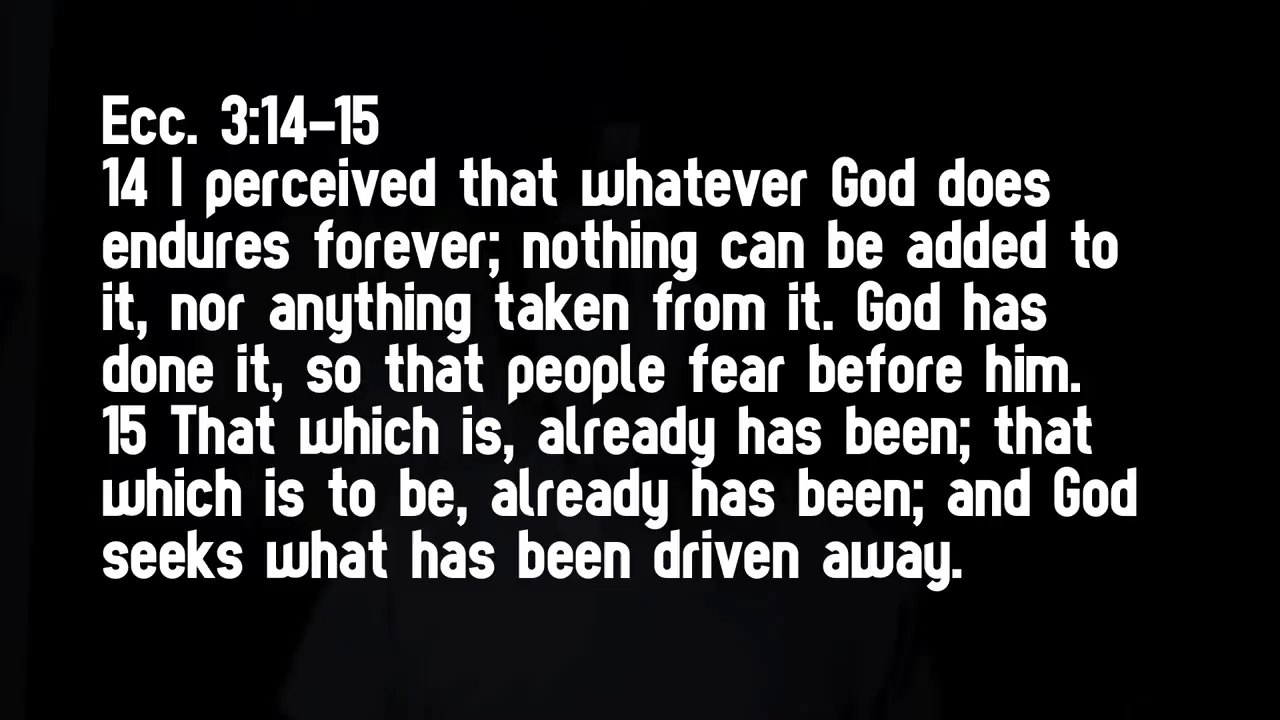 Ecc. 3:14-15
14 I perceived that whatever God does
endures forever; nothing can be added to
it, nor anything taken from it. God has
done it, so that people fear before him.
15 That which is, already has been; that
which is to be, already has been; and God
seeks what has been driven away.